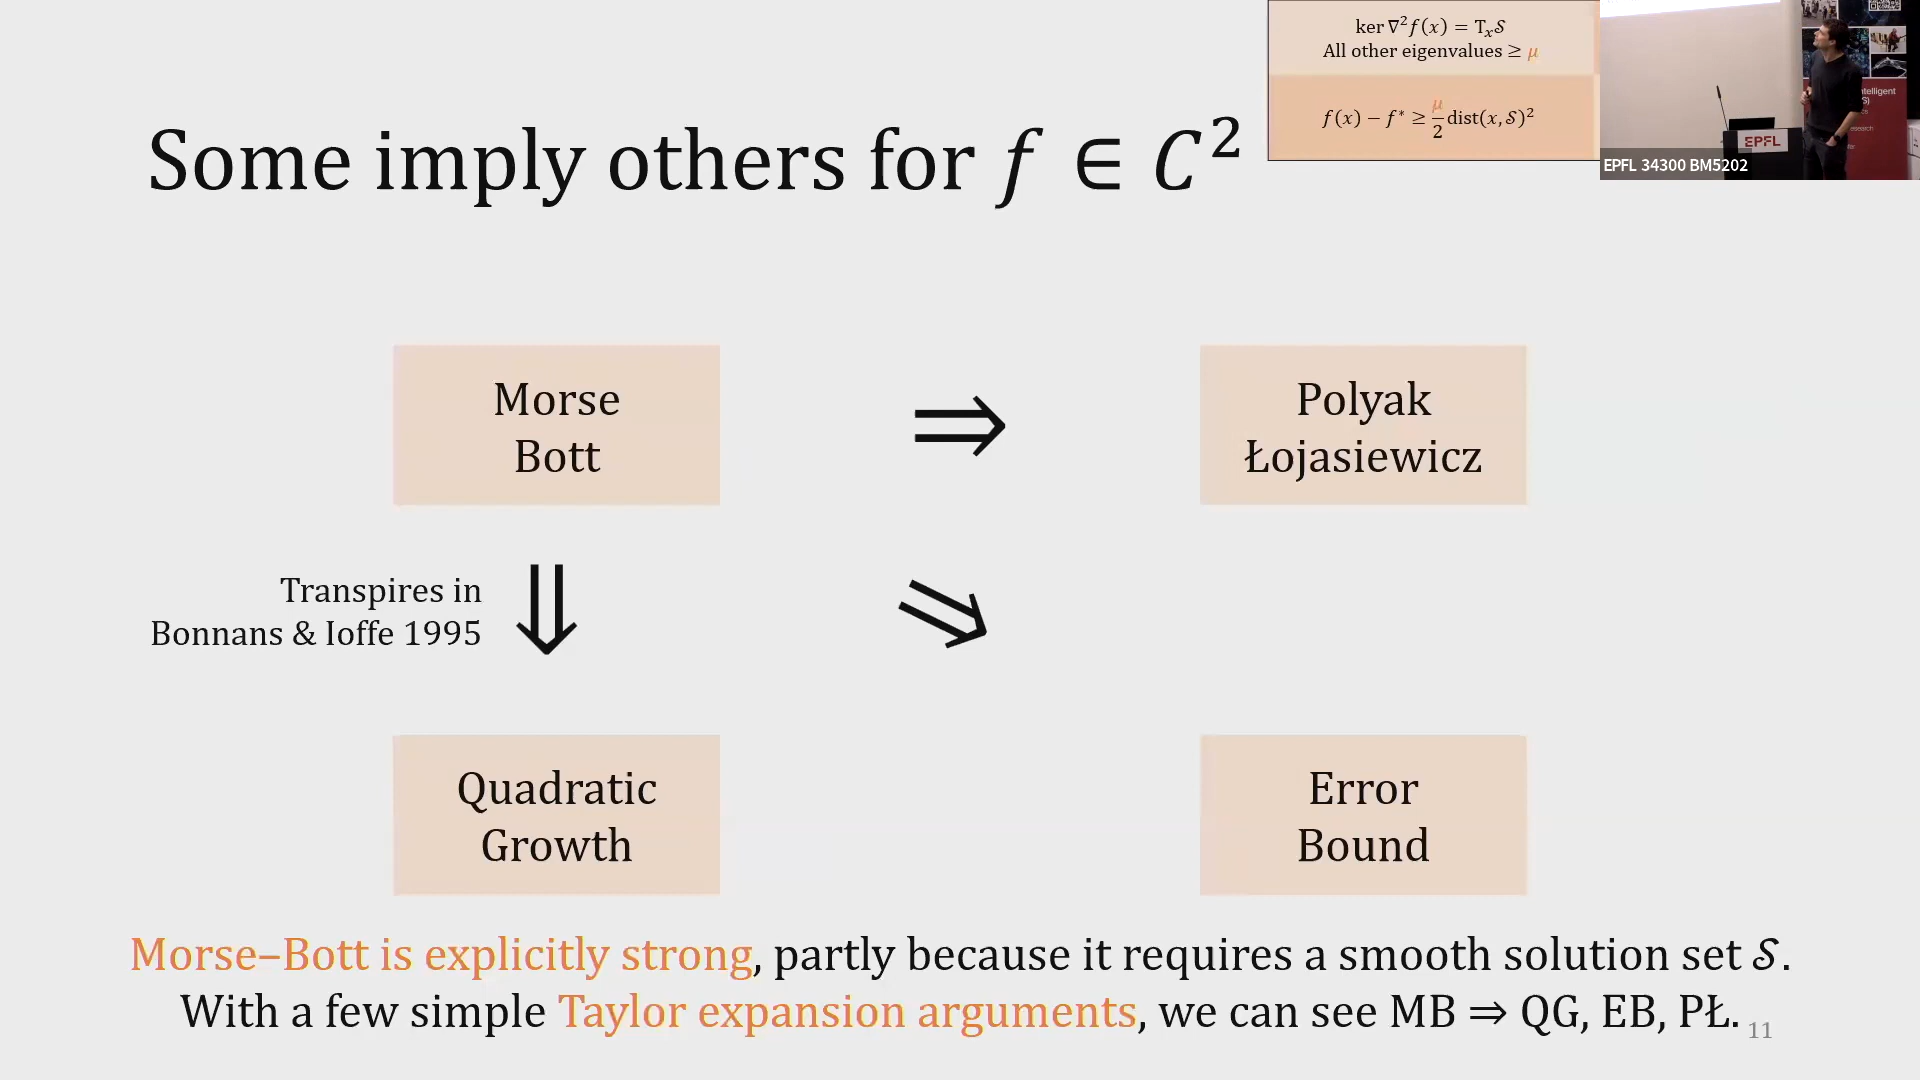 ker ∇²f(x) = TₓS
All other eigenvalues ≥ μ
f(x) − f* ≥ μ/2 dist(x, S)²
EPFL
EPFL 34300 BM5202
Some imply others for f ∈ C²
Morse
Bott
⇒
Polyak
Łojasiewicz
Transpires in
Bonnans & Ioffe 1995
Quadratic
Growth
Error
Bound
Morse–Bott is explicitly strong, partly because it requires a smooth solution set S.
With a few simple Taylor expansion arguments, we can see MB ⇒ QG, EB, PŁ.
11